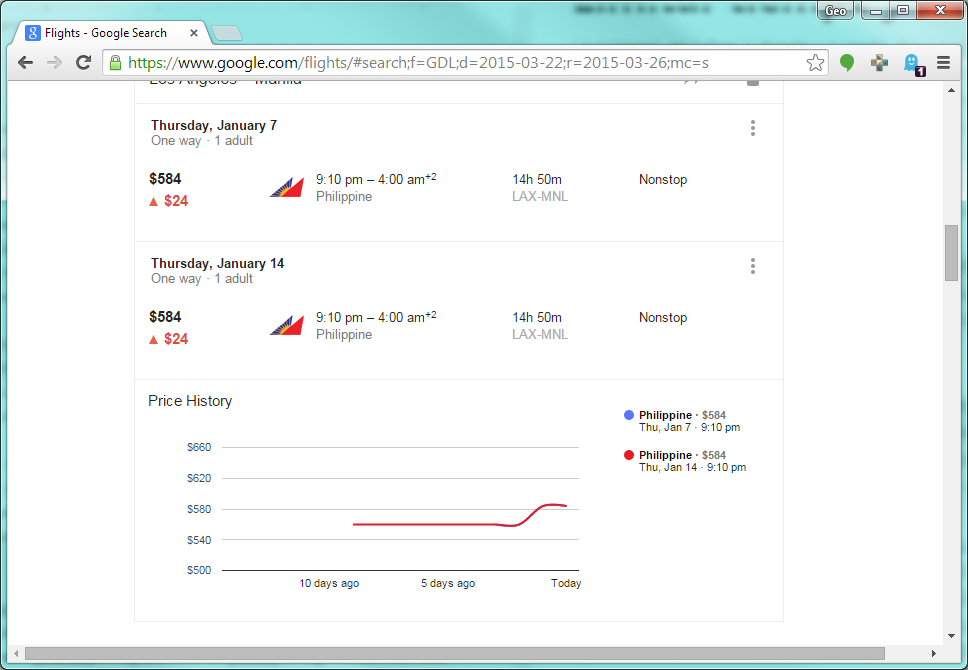 Geo
Flights - Google Search
https://www.google.com/flights/#search;f=GDL;d=2015-03-22;r=2015-03-26;mc=s
1
Los Angeles Manila
Thursday, January 7
One way · 1 adult
$584 9:10 pm – 4:00 am+2 14h 50m Nonstop
▲ $24 Philippine LAX-MNL
Thursday, January 14
One way · 1 adult
$584 9:10 pm – 4:00 am+2 14h 50m Nonstop
▲ $24 Philippine LAX-MNL
Price History
Philippine · $584
Thu, Jan 7 · 9:10 pm
Philippine · $584
Thu, Jan 14 · 9:10 pm
$660
$620
$580
$540
$500
10 days ago 5 days ago Today